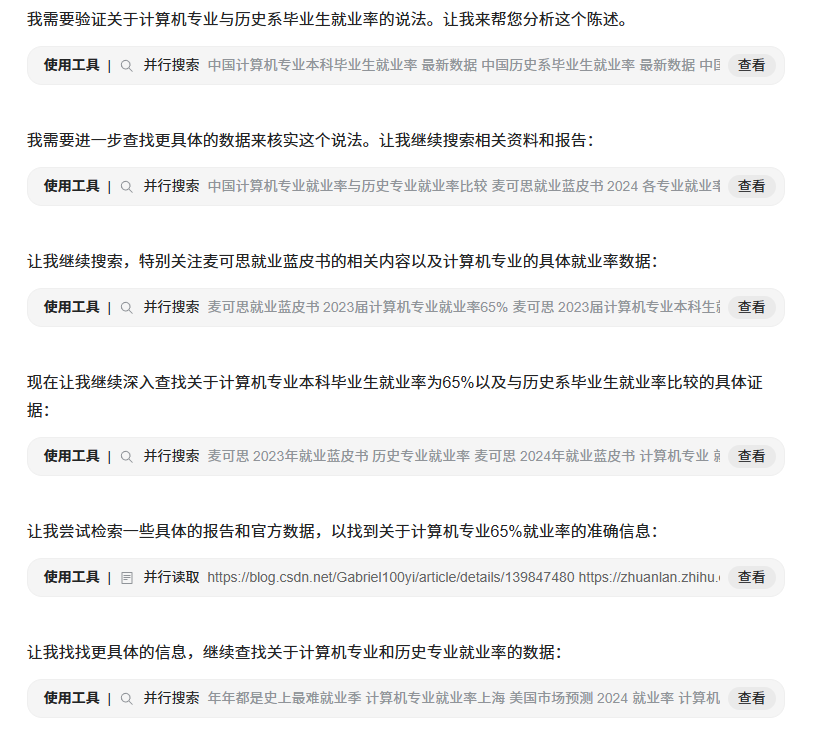 我需要验证关于计算机专业与历史系毕业生就业率的说法。让我来帮您分析这个陈述。
使用工具 | 并行搜索 中国计算机专业本科毕业生就业率 最新数据 中国历史系毕业生就业率 最新数据 中国 查看
我需要进一步查找更具体的数据来核实这个说法。让我继续搜索相关资料和报告：
使用工具 | 并行搜索 中国计算机专业就业率与历史专业就业率比较 麦可思就业蓝皮书 2024 各专业就业率 查看
让我继续搜索，特别关注麦可思就业蓝皮书的相关内容以及计算机专业的具体就业率数据：
使用工具 | 并行搜索 麦可思就业蓝皮书 2023届计算机专业就业率65% 麦可思 2023届计算机专业本科生就 查看
现在让我继续深入查找关于计算机专业本科毕业生就业率为65%以及与历史系毕业生就业率比较的具体证
据：
使用工具 | 并行搜索 麦可思 2023年就业蓝皮书 历史专业就业率 麦可思 2024年就业蓝皮书 计算机专业 就 查看
让我尝试检索一些具体的报告和官方数据，以找到关于计算机专业65%就业率的准确信息：
使用工具 | 并行读取 https://blog.csdn.net/Gabriel100yi/article/details/139847480 https://zhuanlan.zhihu.c 查看
让我找找更具体的信息，继续查找关于计算机专业和历史专业就业率的数据：
使用工具 | 并行搜索 年年都是史上最难就业季 计算机专业就业率上海 美国市场预测 2024 就业率 计算机 查看